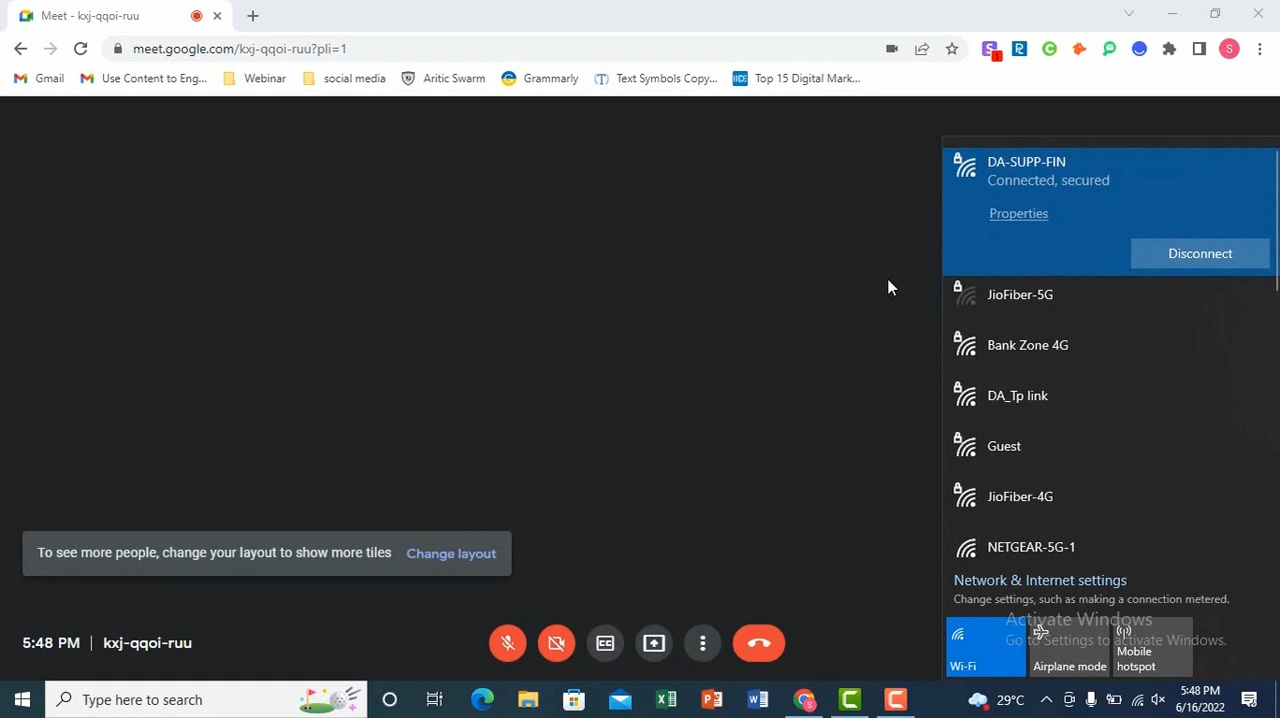 Meet - kxj-qqoi-ruu
meet.google.com/kxj-qqoi-ruu?pli=1
1
S
Gmail
Use Content to Eng...
Webinar
social media
Aritic Swarm
Grammarly
Text Symbols Copy...
IIDE
Top 15 Digital Mark...
DA-SUPP-FIN
Connected, secured
Properties
Disconnect
JioFiber-5G
Bank Zone 4G
DA_Tp link
Guest
JioFiber-4G
NETGEAR-5G-1
Network & Internet settings
Change settings, such as making a connection metered.
Activate Windows
Go to Settings to activate Windows.
Wi-Fi
Airplane mode
Mobile
hotspot
To see more people, change your layout to show more tiles
Change layout
5:48 PM | kxj-qqoi-ruu
Type here to search
29°C
5:48 PM
6/16/2022